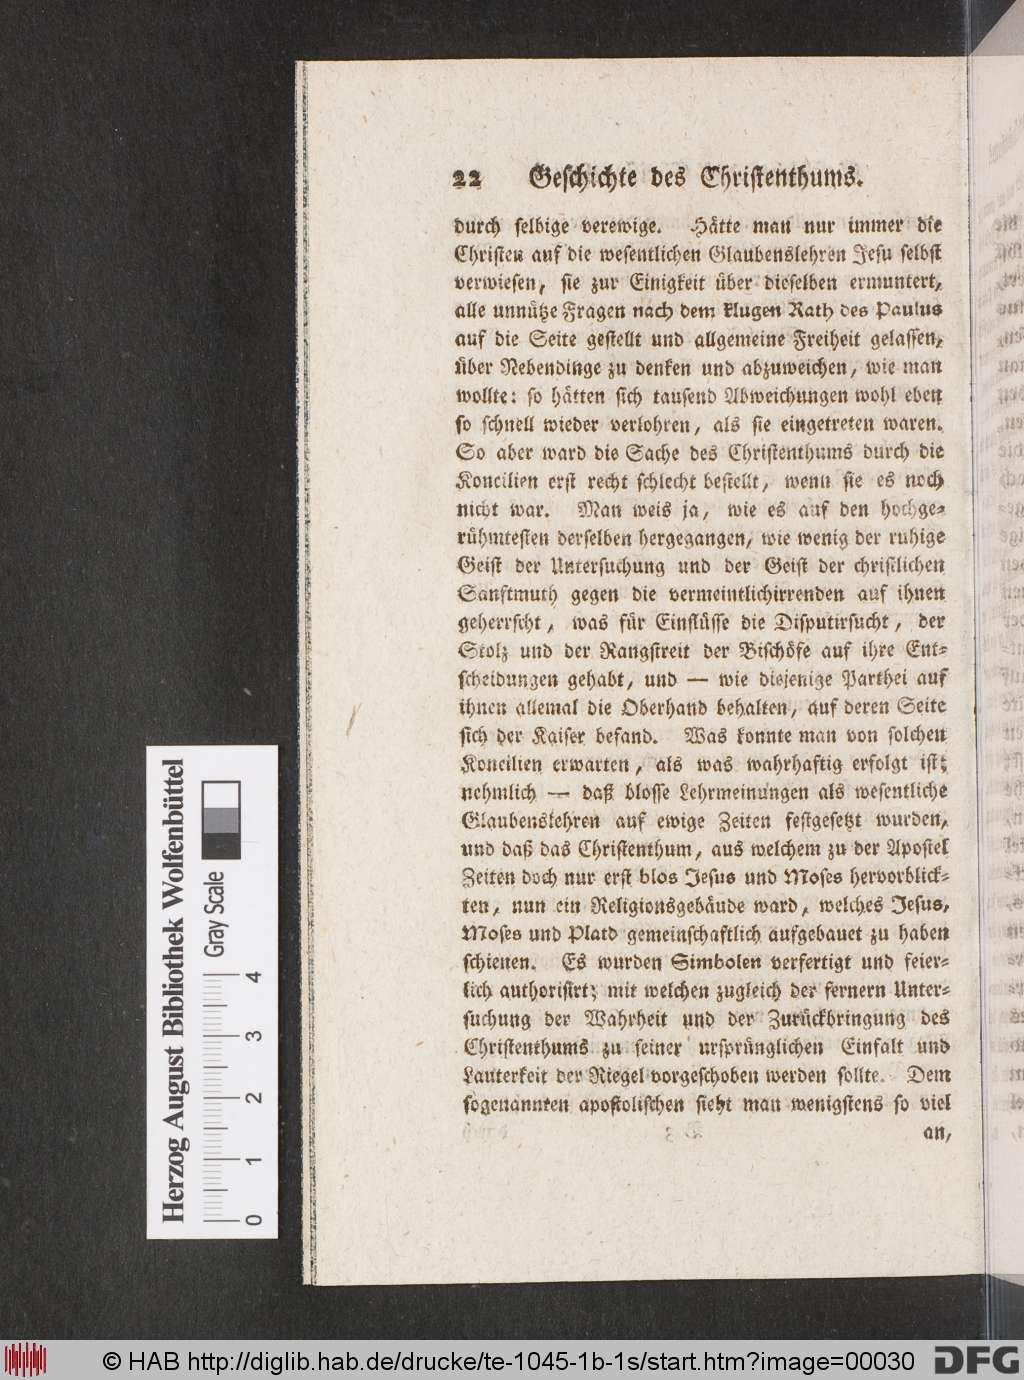 22 Geschichte des Christenthums.
durch selbige verewige. Hätte man nur immer die
Christen auf die wesentlichen Glaubenslehren Jesu selbst
verwiesen, sie zur Einigkeit über dieselben ermuntert,
alle unnütze Fragen nach dem klugen Rath des Paulus
auf die Seite gestellt und allgemeine Freiheit gelassen,
über Nebendinge zu denken und abzuweichen, wie man
wollte: so hätten sich tausend Abweichungen wohl eben
so schnell wieder verlohren, als sie eingetreten waren.
So aber ward die Sache des Christenthums durch die
Koncilien erst recht schlecht bestellt, wenn sie es noch
nicht war. Man weis ja, wie es auf den hochge-
rühmtesten derselben hergegangen, wie wenig der ruhige
Geist der Untersuchung und der Geist der christlichen
Sanftmuth gegen die vermeintlichirrenden auf ihnen
geherrscht, was für Einflüsse die Disputirsucht, der
Stolz und der Rangstreit der Bischöfe auf ihre Ent-
scheidungen gehabt, und — wie diejenige Parthei auf
ihnen allemal die Oberhand behalten, auf deren Seite
sich der Kaiser befand. Was konnte man von solchen
Koncilien erwarten, als was wahrhaftig erfolgt ist;
nehmlich — daß blosse Lehrmeinungen als wesentliche
Glaubenslehren auf ewige Zeiten festgesetzt wurden,
und daß das Christenthum, aus welchem zu der Apostel
Zeiten doch nur erst blos Jesus und Moses hervorblick-
ten, nun ein Religionsgebäude ward, welches Jesus,
Moses und Plato gemeinschaftlich aufgebauet zu haben
schienen. Es wurden Simbolen verfertigt und feier-
lich authorisirt; mit welchen zugleich der fernern Unter-
suchung der Wahrheit und der Zurückbringung des
Christenthums zu seiner ursprünglichen Einfalt und
Lauterkeit der Riegel vorgeschoben werden sollte. Dem
sogenannten apostolischen sieht man wenigstens so viel
an,
Herzog August Bibliothek Wolfenbüttel
Gray Scale
0 1 2 3 4
© HAB http://diglib.hab.de/drucke/te-1045-1b-1s/start.htm?image=00030
DFG